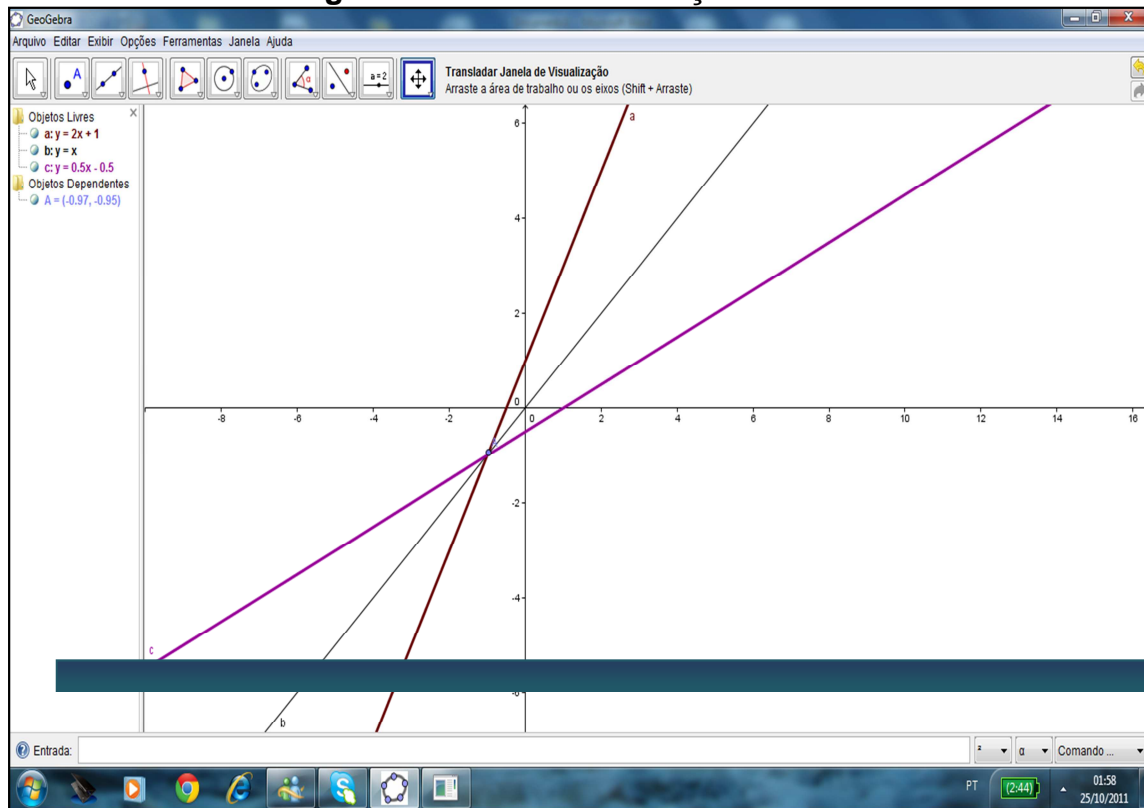 GeoGebra
Arquivo Editar Exibir Opções Ferramentas Janela Ajuda
A
α
a = 2
Transladar Janela de Visualização
Arraste a área de trabalho ou os eixos (Shift + Arraste)
Objetos Livres
a: y = 2x + 1
b: y = x
c: y = 0.5x - 0.5
Objetos Dependentes
A = (-0.97, -0.95)
a
6
4
2
0
-8 -6 -4 -2 0 2 4 6 8 10 12 14 16
-2
-4
c
-6
b
Entrada:
² α Comando ...
PT (2:44) 01:58
25/10/2011